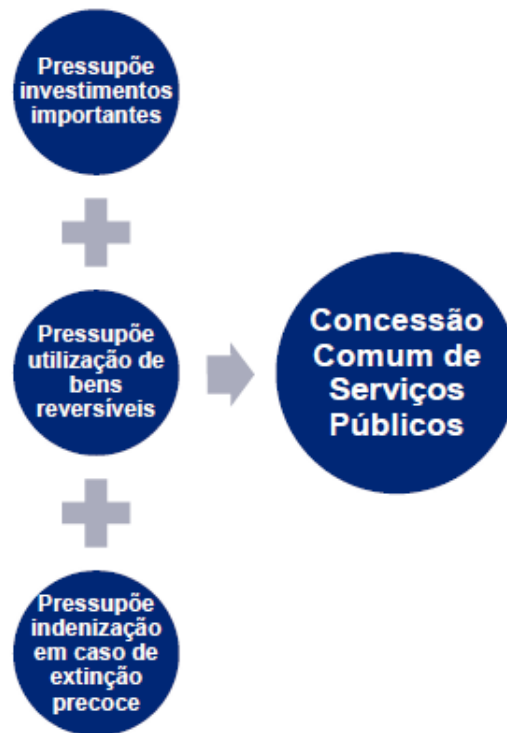 Pressupõe
investimentos
importantes
Pressupõe
utilização de
bens
reversíveis
Concessão
Comum de
Serviços
Públicos
Pressupõe
indenização
em caso de
extinção
precoce